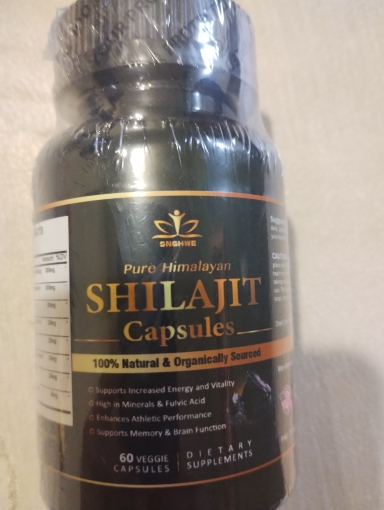 SNGHWE
Pure Himalayan
SHILAJIT
Capsules
100% Natural & Organically Sourced
Supports Increased Energy and Vitality
High in Minerals & Fulvic Acid
Enhances Athletic Performance
Supports Memory & Brain Function
60 VEGGIE
CAPSULES
DIETARY
SUPPLEMENTS